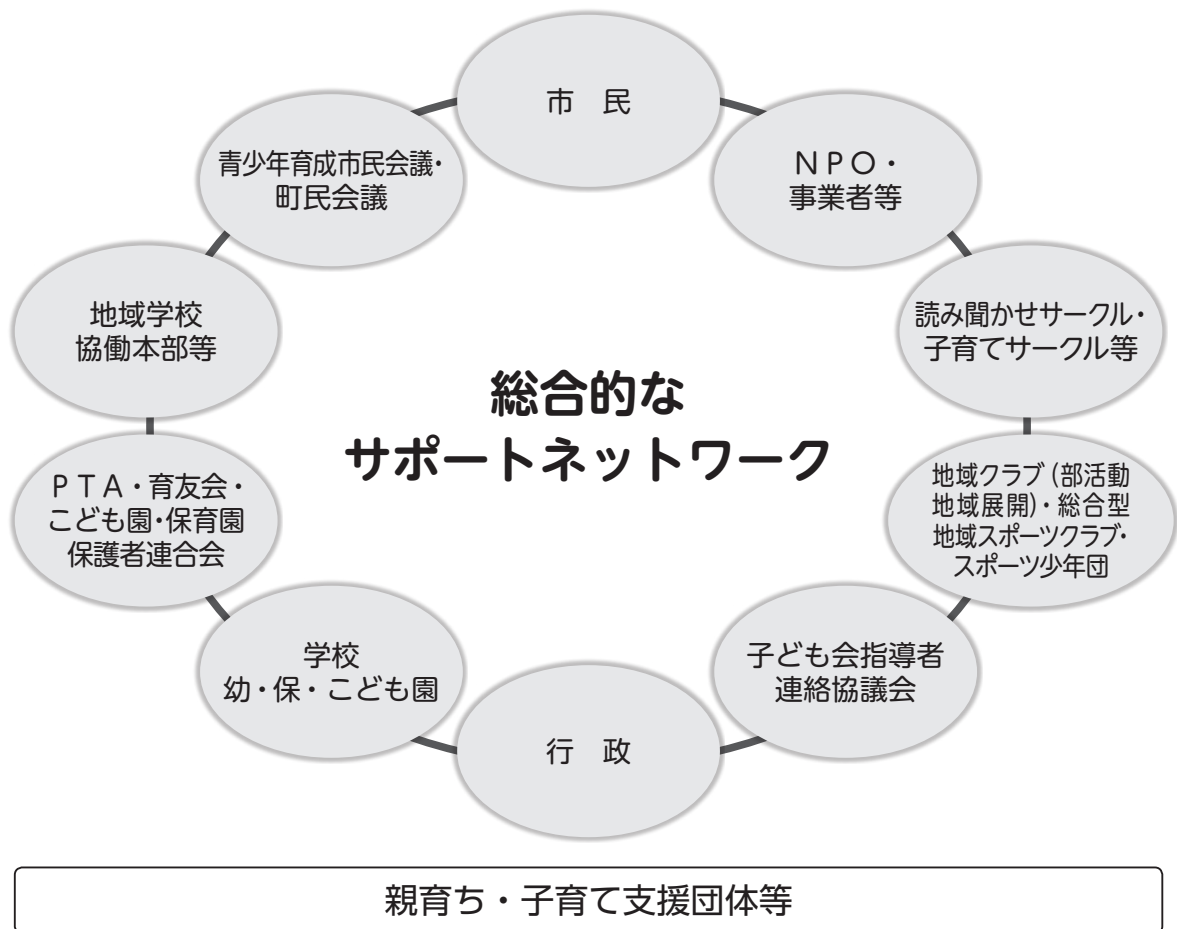 市　民
青少年育成市民会議・
町民会議
ＮＰＯ・
事業者等
地域学校
協働本部等
読み聞かせサークル・
子育てサークル等
総合的な
サポートネットワーク
ＰＴＡ・育友会・
こども園・保育園
保護者連合会
地域クラブ（部活動
地域展開）・総合型
地域スポーツクラブ・
スポーツ少年団
学校
幼・保・こども園
子ども会指導者
連絡協議会
行　政
親育ち・子育て支援団体等